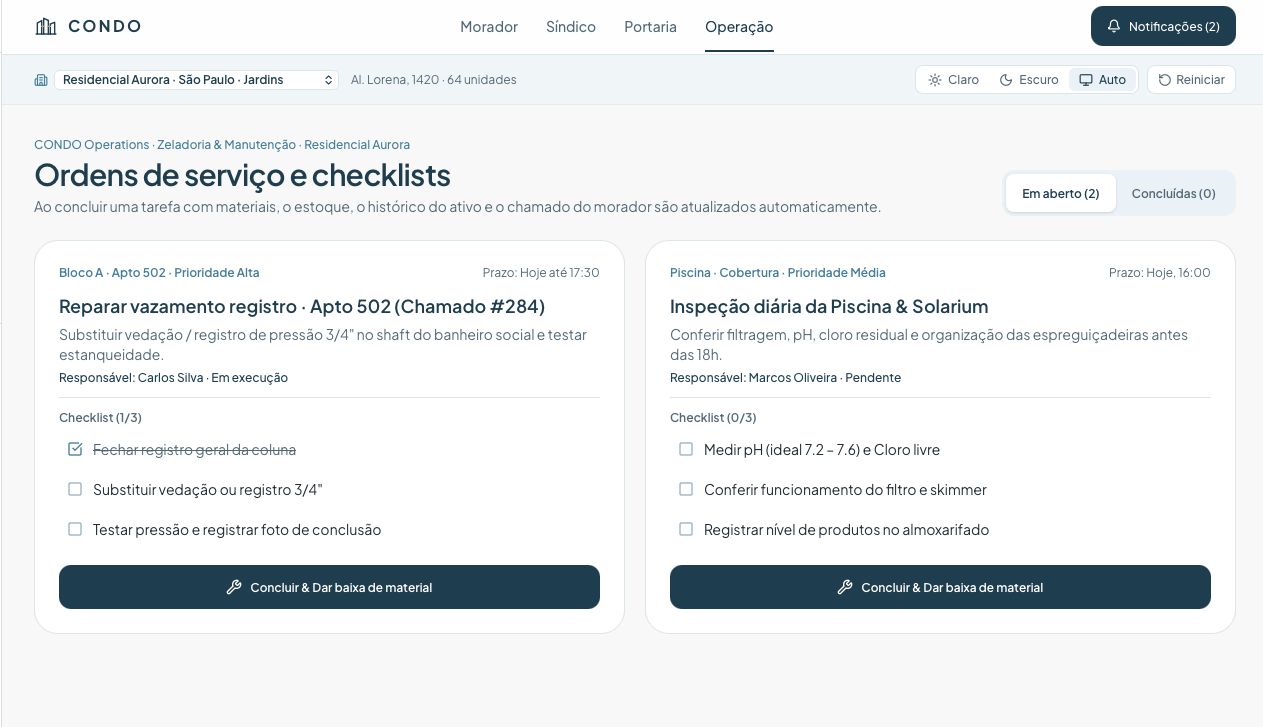 CONDO
Morador
Síndico
Portaria
Operação
Notificações (2)
Residencial Aurora · São Paulo · Jardins
Al. Lorena, 1420 · 64 unidades
Claro
Escuro
Auto
Reiniciar
CONDO Operations · Zeladoria & Manutenção · Residencial Aurora
Ordens de serviço e checklists
Ao concluir uma tarefa com materiais, o estoque, o histórico do ativo e o chamado do morador são atualizados automaticamente.
Em aberto (2)
Concluídas (0)
Bloco A · Apto 502 · Prioridade Alta
Prazo: Hoje até 17:30
Reparar vazamento registro · Apto 502 (Chamado #284)
Substituir vedação / registro de pressão 3/4" no shaft do banheiro social e testar
estanqueidade.
Responsável: Carlos Silva · Em execução
Checklist (1/3)
Fechar registro geral da coluna
Substituir vedação ou registro 3/4"
Testar pressão e registrar foto de conclusão
Concluir & Dar baixa de material
Piscina · Cobertura · Prioridade Média
Prazo: Hoje, 16:00
Inspeção diária da Piscina & Solarium
Conferir filtragem, pH, cloro residual e organização das espreguiçadeiras antes
das 18h.
Responsável: Marcos Oliveira · Pendente
Checklist (0/3)
Medir pH (ideal 7.2 – 7.6) e Cloro livre
Conferir funcionamento do filtro e skimmer
Registrar nível de produtos no almoxarifado
Concluir & Dar baixa de material